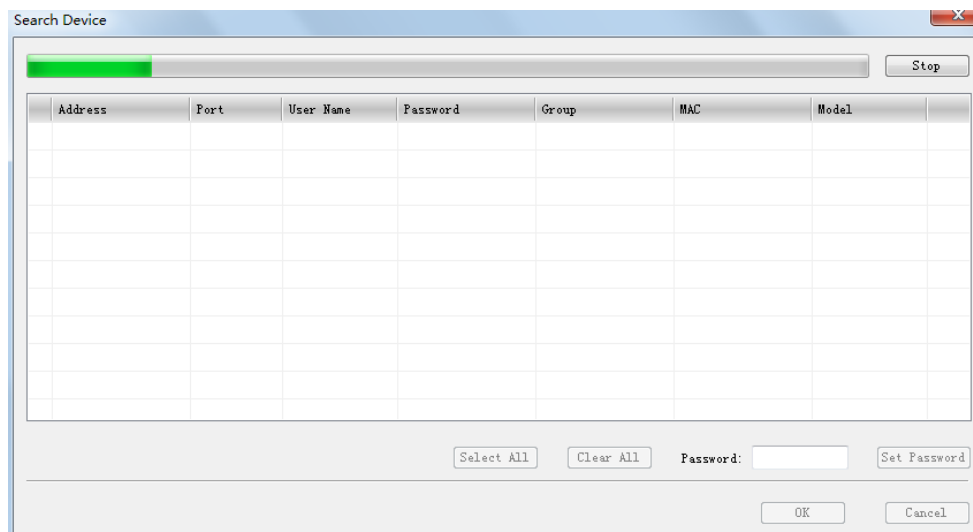 Search Device
Stop
Address Port User Name Password Group MAC Model
Select All Clear All Password: Set Password
OK Cancel